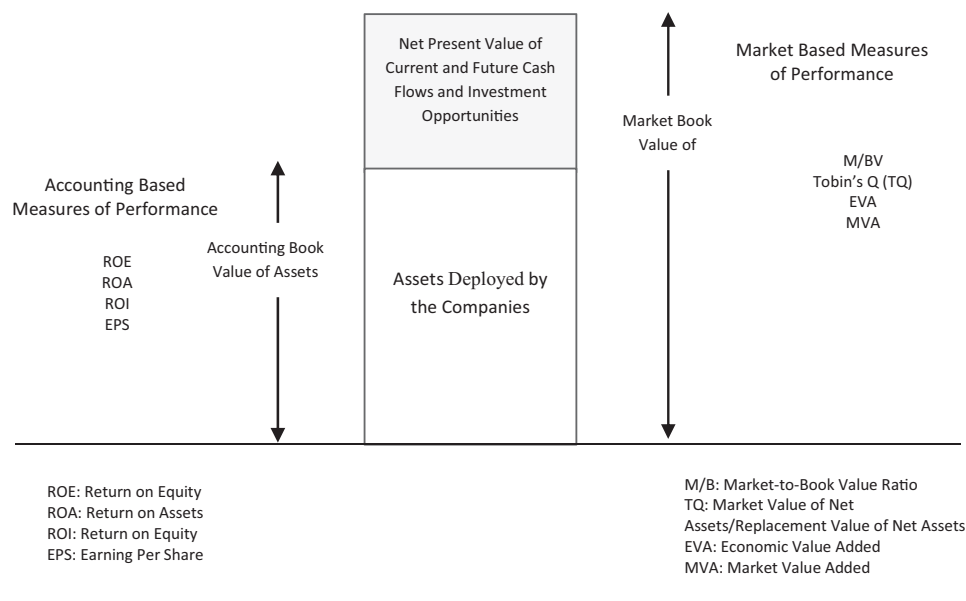 Net Present Value of
Current and Future Cash
Flows and Investment
Opportunities
Market Based Measures
of Performance
Market Book
Value of
M/BV
Tobin's Q (TQ)
EVA
MVA
Accounting Based
Measures of Performance
ROE
ROA
ROI
EPS
Accounting Book
Value of Assets
Assets Deployed by
the Companies
ROE: Return on Equity
ROA: Return on Assets
ROI: Return on Equity
EPS: Earning Per Share
M/B: Market-to-Book Value Ratio
TQ: Market Value of Net
Assets/Replacement Value of Net Assets
EVA: Economic Value Added
MVA: Market Value Added